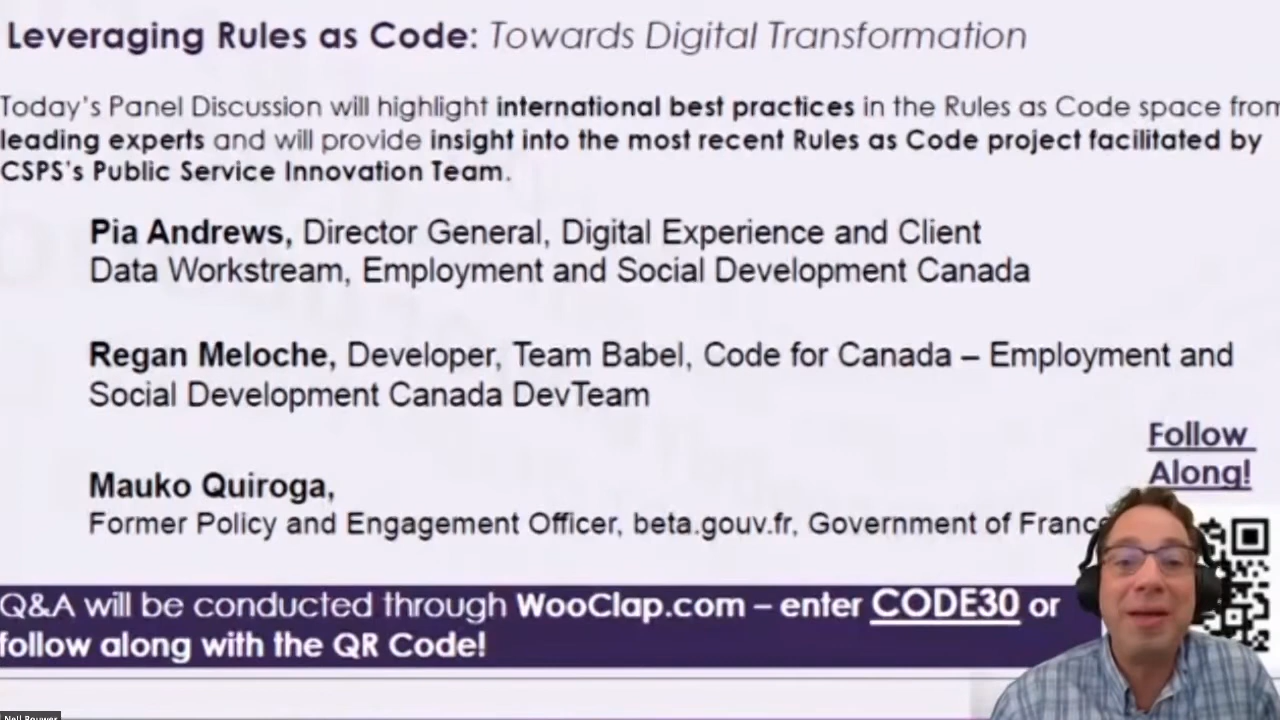 Leveraging Rules as Code: Towards Digital Transformation
Today's Panel Discussion will highlight international best practices in the Rules as Code space from
leading experts and will provide insight into the most recent Rules as Code project facilitated by
CSPS's Public Service Innovation Team.
Pia Andrews, Director General, Digital Experience and Client
Data Workstream, Employment and Social Development Canada
Regan Meloche, Developer, Team Babel, Code for Canada – Employment and
Social Development Canada DevTeam
Follow
Along!
Mauko Quiroga,
Former Policy and Engagement Officer, beta.gouv.fr, Government of France
Q&A will be conducted through WooClap.com – enter CODE30 or
follow along with the QR Code!